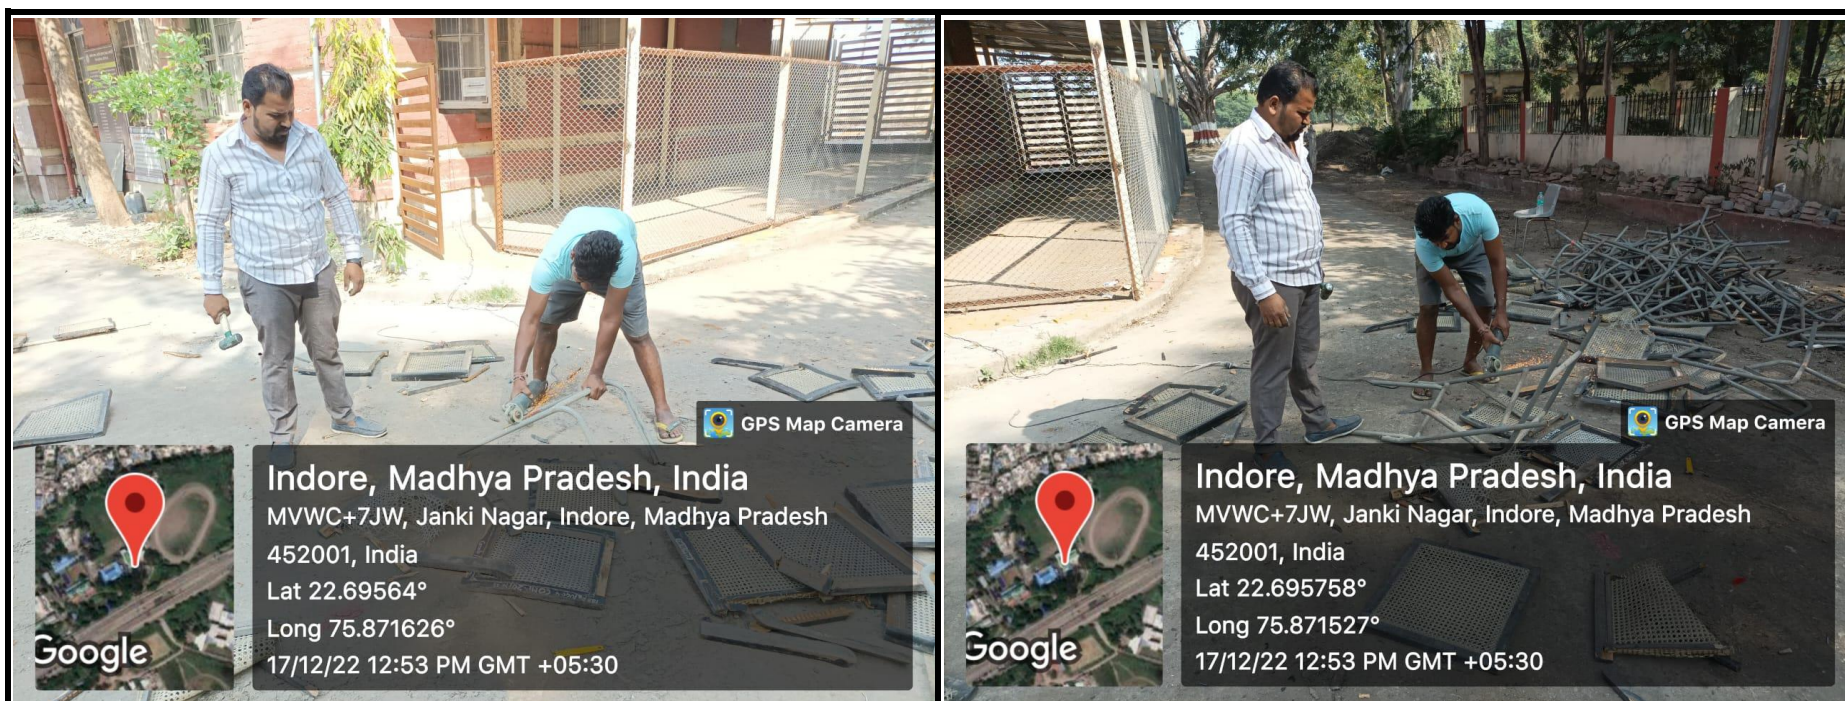 GPS Map Camera
Indore, Madhya Pradesh, India
MVWC+7JW, Janki Nagar, Indore, Madhya Pradesh
452001, India
Lat 22.69564°
Long 75.871626°
17/12/22 12:53 PM GMT +05:30
Google
GPS Map Camera
Indore, Madhya Pradesh, India
MVWC+7JW, Janki Nagar, Indore, Madhya Pradesh
452001, India
Lat 22.695758°
Long 75.871527°
17/12/22 12:53 PM GMT +05:30
Google